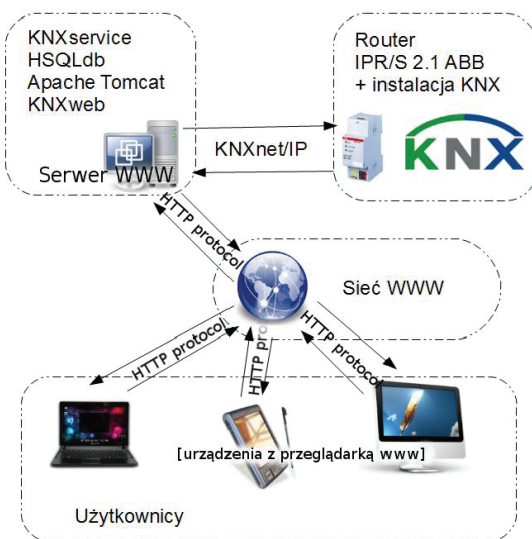 KNXservice
HSQLdb
Apache Tomcat
KNXweb
Serwer WWW
KNXnet/IP
Router
IPR/S 2.1 ABB
+ instalacja KNX
KNX
HTTP protocol
Sieć WWW
HTTP protocol
HTTP pro
HTTP protocol
[urządzenia z przeglądarką www]
Użytkownicy